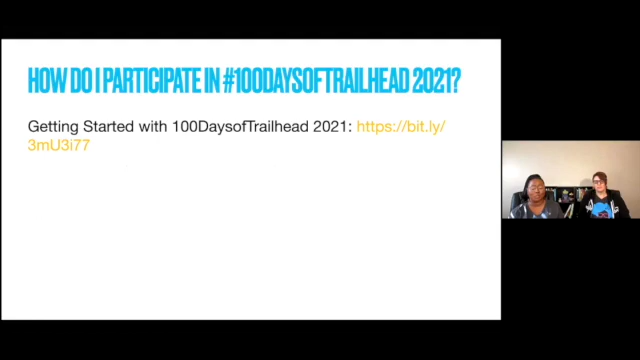 HOW DO I PARTICIPATE IN #100DAYSOFTRAILHEAD 2021?
Getting Started with 100DaysofTrailhead 2021: https://bit.ly/
3mU3i77